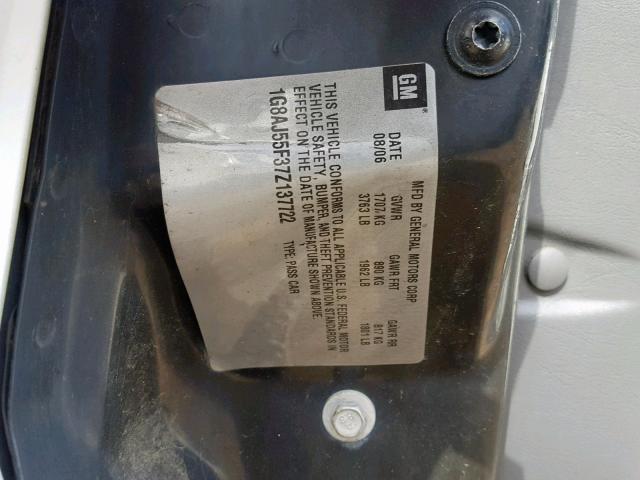 GM
MFD BY GENERAL MOTORS CORP
DATE GVWR GAWR FRT GAWR RR
08/06 1707 KG 890 KG 817 KG
3763 LB 1962 LB 1801 LB
THIS VEHICLE CONFORMS TO ALL APPLICABLE U.S. FEDERAL MOTOR
VEHICLE SAFETY, BUMPER, AND THEFT PREVENTION STANDARDS IN
EFFECT ON THE DATE OF MANUFACTURE SHOWN ABOVE.
1G8AJ55F37Z137722 TYPE: PASS CAR